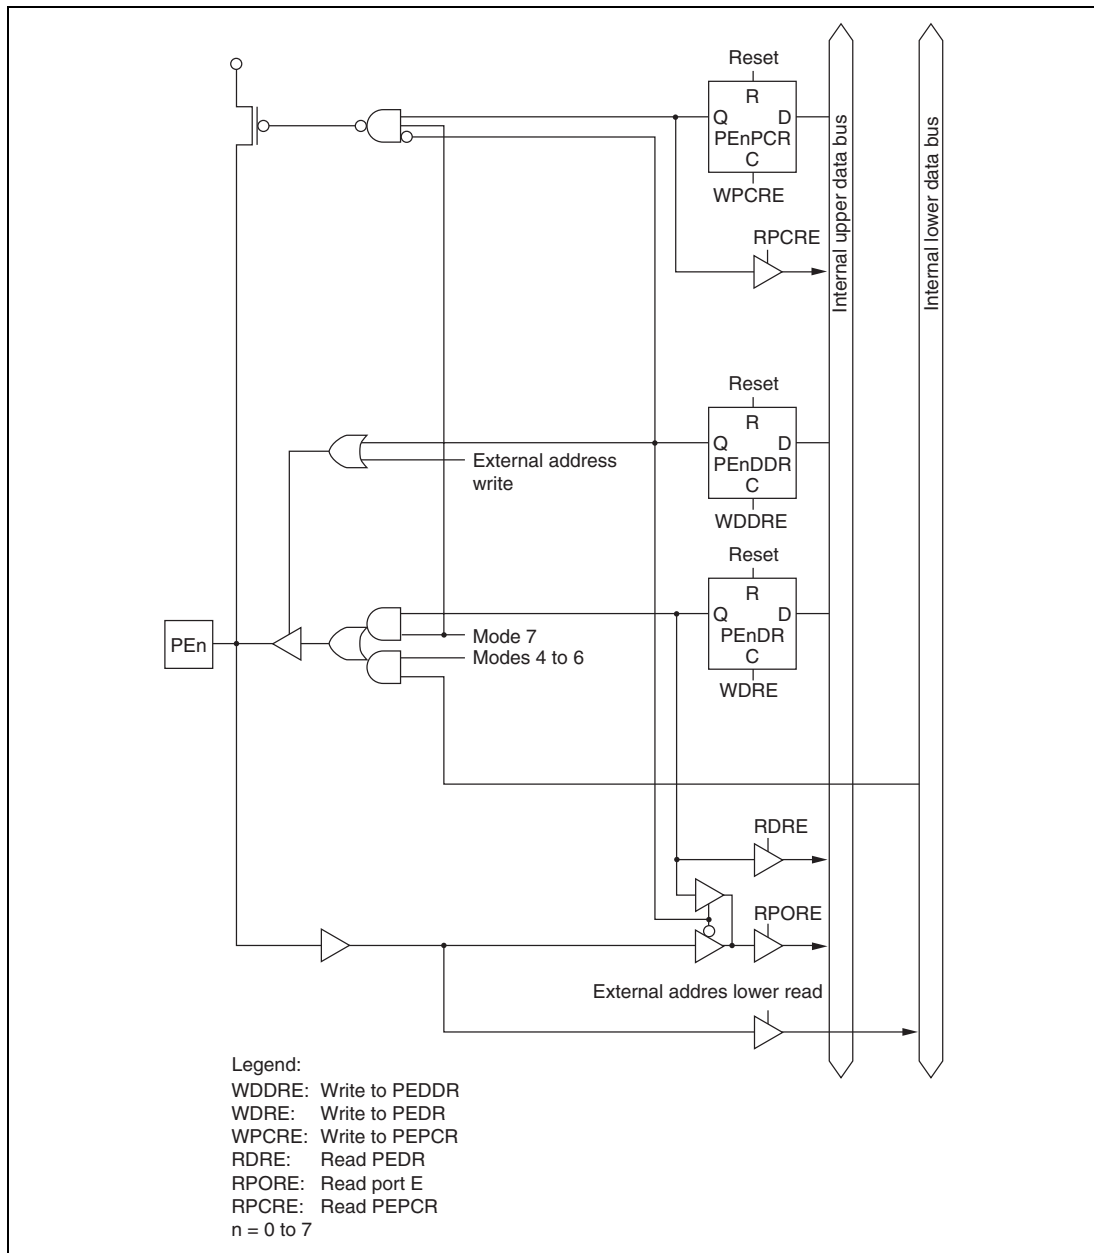 Reset
R
Q D
PEnPCR
C
WPCRE
RPCRE
Internal upper data bus
Internal lower data bus
Reset
R
Q D
PEnDDR
C
WDDRE
External address
write
Reset
R
Q D
PEnDR
C
WDRE
PEn
Mode 7
Modes 4 to 6
RDRE
RPORE
External addres lower read
Legend:
WDDRE: Write to PEDDR
WDRE: Write to PEDR
WPCRE: Write to PEPCR
RDRE: Read PEDR
RPORE: Read port E
RPCRE: Read PEPCR
n = 0 to 7